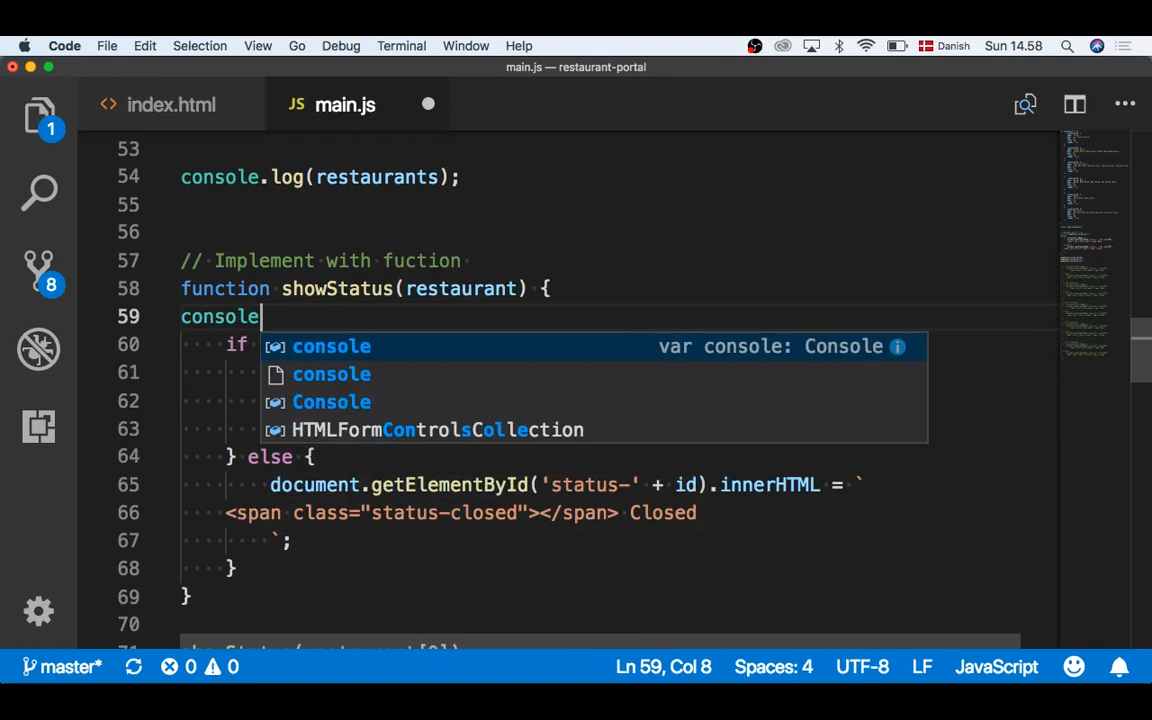 Code File Edit Selection View Go Debug Terminal Window Help Danish Sun 14.58
main.js — restaurant-portal
index.html JS main.js
1
8
53
54 console.log(restaurants);
55
56
57 // Implement with fuction
58 function showStatus(restaurant) {
59 console
60 if
console var console: Console
61
console
62
Console
63
HTMLFormControlsCollection
64 } else {
65 document.getElementById('status-' + id).innerHTML = `
66 <span class="status-closed"></span> Closed
67 `;
68 }
69 }
70
master* 0 0 Ln 59, Col 8 Spaces: 4 UTF-8 LF JavaScript